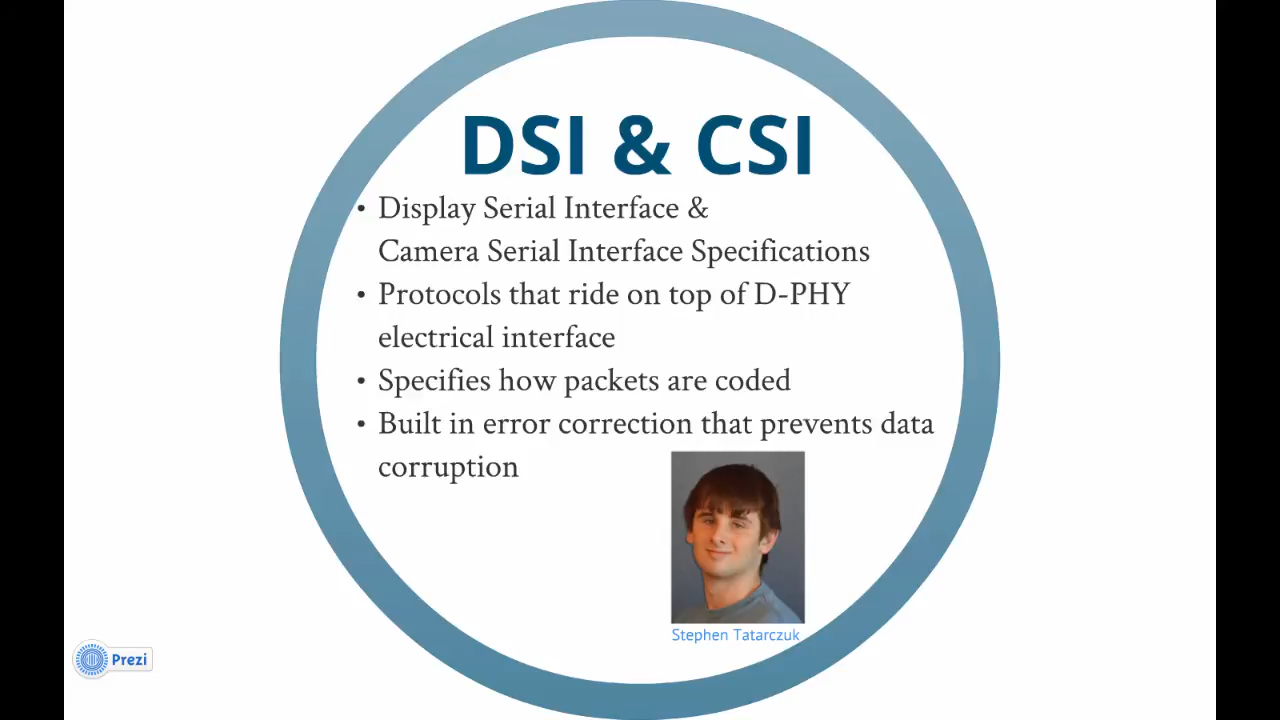 DSI & CSI
• Display Serial Interface &
Camera Serial Interface Specifications
• Protocols that ride on top of D-PHY
electrical interface
• Specifies how packets are coded
• Built in error correction that prevents data
corruption
Stephen Tatarczuk
Prezi